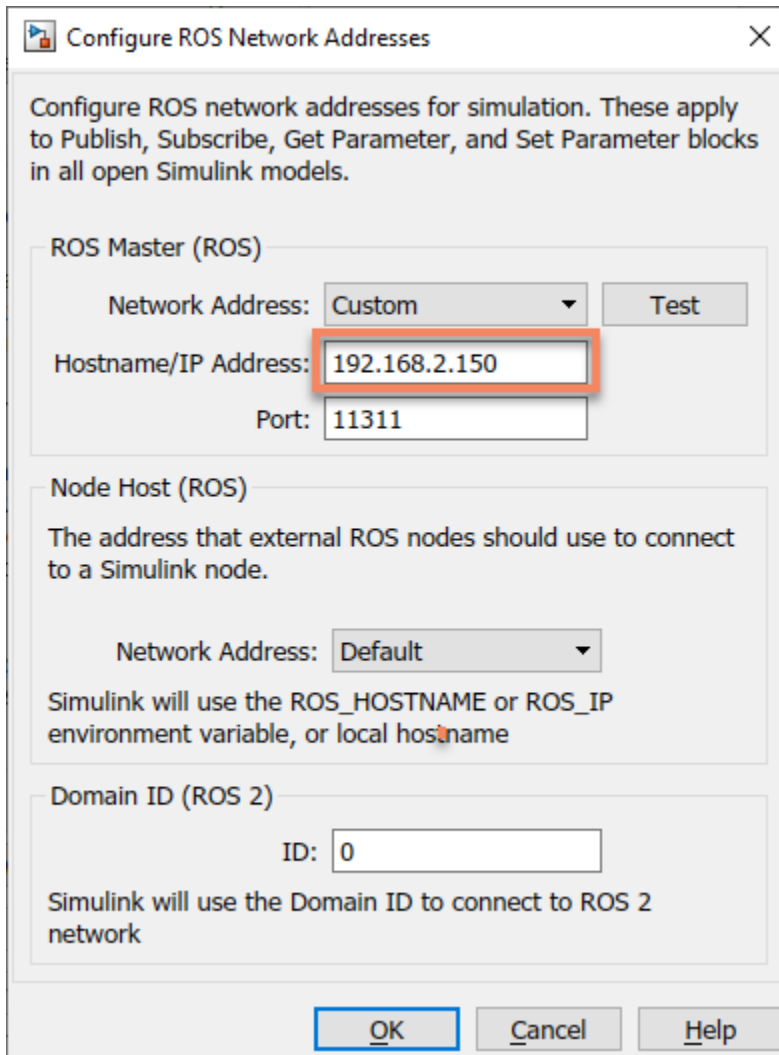 Configure ROS Network Addresses
Configure ROS network addresses for simulation. These apply
to Publish, Subscribe, Get Parameter, and Set Parameter blocks
in all open Simulink models.
ROS Master (ROS)
Network Address: Custom Test
Hostname/IP Address: 192.168.2.150
Port: 11311
Node Host (ROS)
The address that external ROS nodes should use to connect
to a Simulink node.
Network Address: Default
Simulink will use the ROS_HOSTNAME or ROS_IP
environment variable, or local hostname
Domain ID (ROS 2)
ID: 0
Simulink will use the Domain ID to connect to ROS 2
network
OK Cancel Help